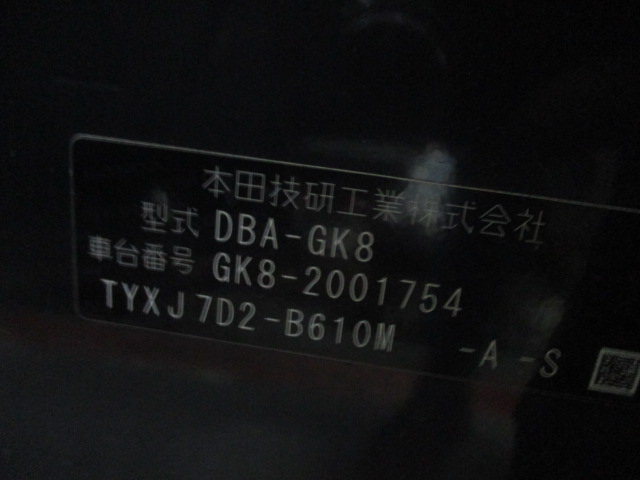 本田技研工業株式会社
型式 DBA-GK8
車台番号 GK8-2001754
TYXJ7D2-B610M -A -S